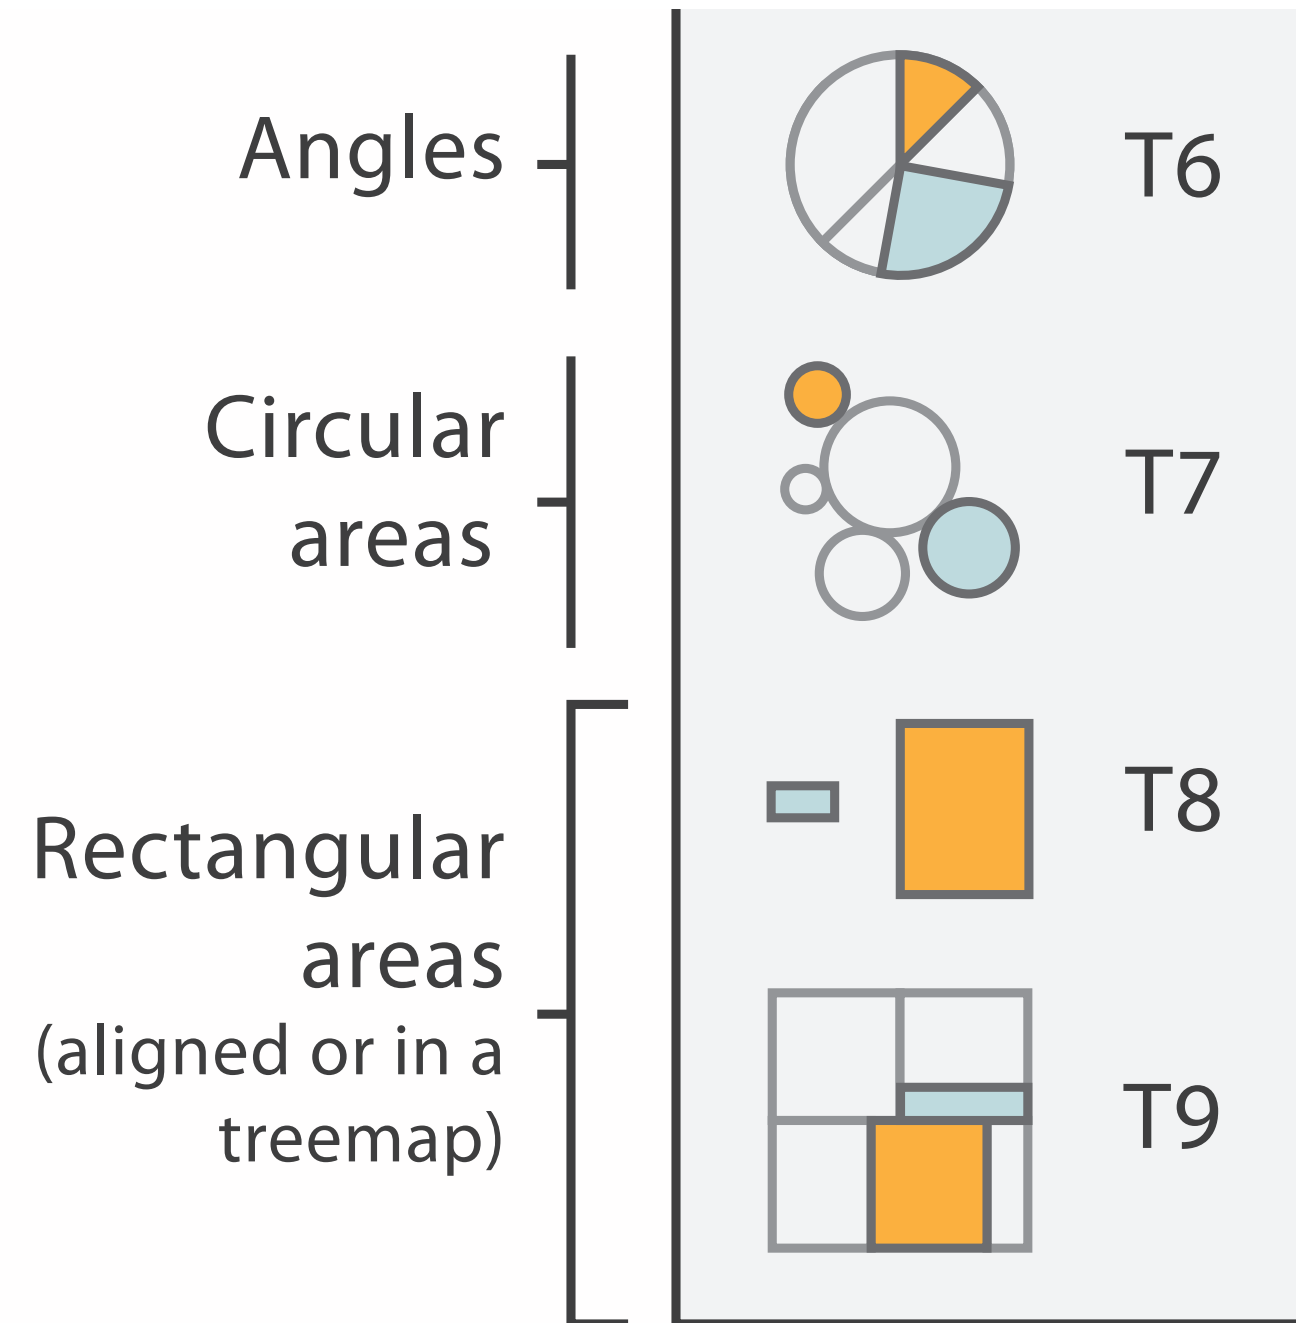 Angles
T6
Circular
areas
T7
Rectangular
areas
(aligned or in a
treemap)
T8
T9